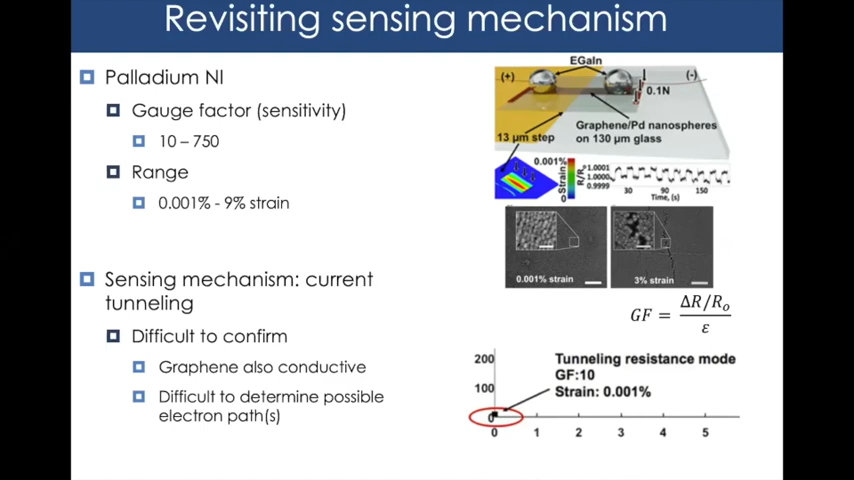 Revisiting sensing mechanism
Palladium NI
Gauge factor (sensitivity)
10 – 750
Range
0.001% - 9% strain
Sensing mechanism: current
tunneling
Difficult to confirm
Graphene also conductive
Difficult to determine possible
electron path(s)
EGaIn
(+)
(-)
0.1N
Graphene/Pd nanospheres
on 130 µm glass
13 µm step
0.001%
Strain
0
R/R₀
1.0001
1.0000
0.9999
30
90
150
Time, (s)
0.001% strain
3% strain
GF = ΔR/Rₒ
ε
200
100
0
Tunneling resistance mode
GF:10
Strain: 0.001%
0 1 2 3 4 5